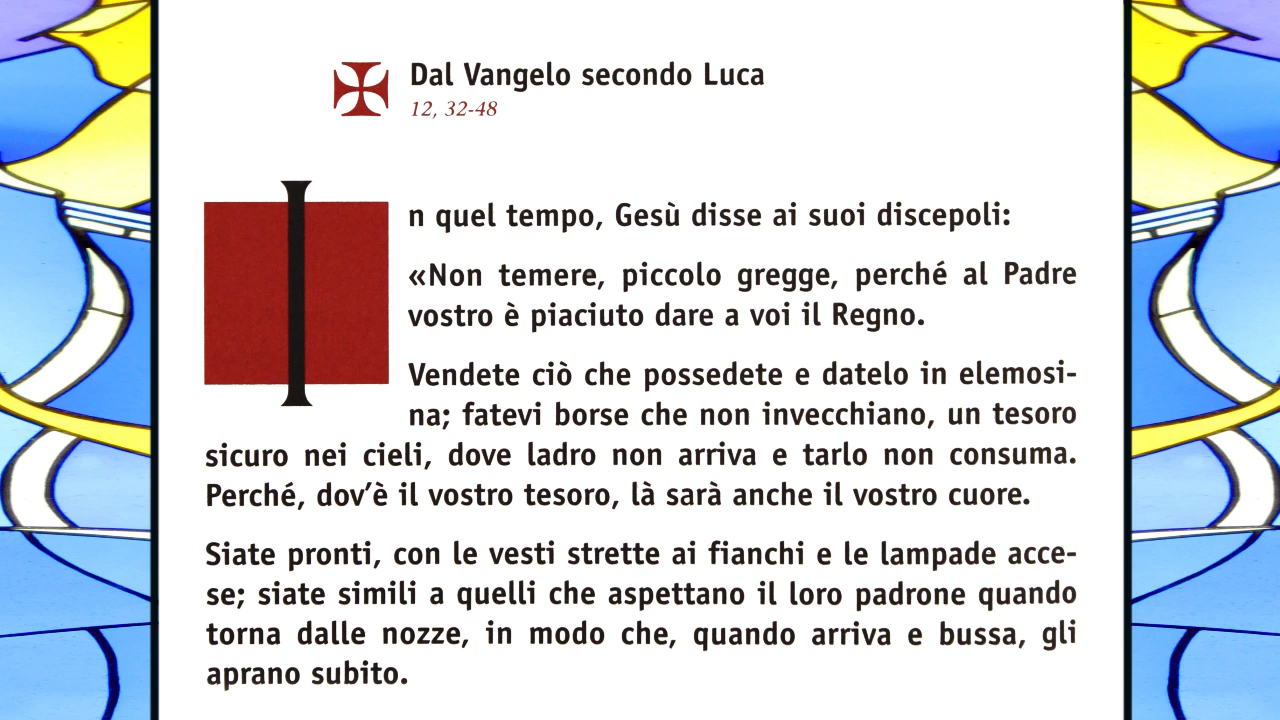 Dal Vangelo secondo Luca
12, 32-48
In quel tempo, Gesù disse ai suoi discepoli:
«Non temere, piccolo gregge, perché al Padre
vostro è piaciuto dare a voi il Regno.
Vendete ciò che possedete e datelo in elemosi-
na; fatevi borse che non invecchiano, un tesoro
sicuro nei cieli, dove ladro non arriva e tarlo non consuma.
Perché, dov'è il vostro tesoro, là sarà anche il vostro cuore.
Siate pronti, con le vesti strette ai fianchi e le lampade acce-
se; siate simili a quelli che aspettano il loro padrone quando
torna dalle nozze, in modo che, quando arriva e bussa, gli
aprano subito.